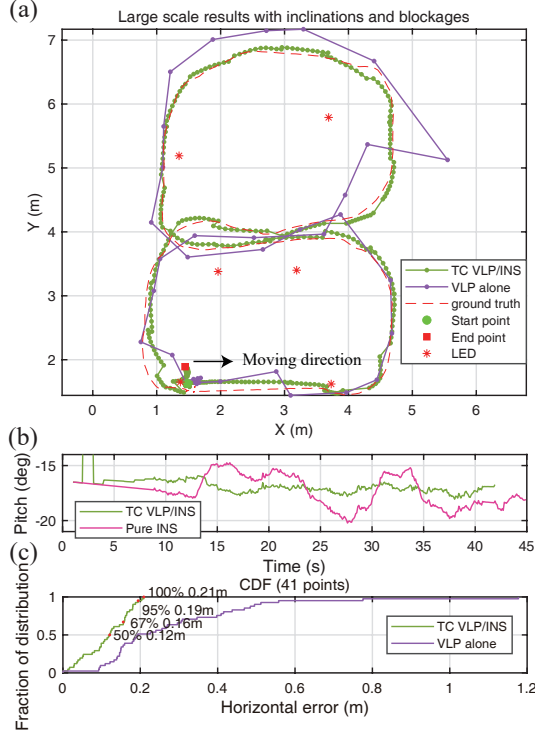 (a)
Large scale results with inclinations and blockages
7
6
5
4
3
2
Y (m)
TC VLP/INS
VLP alone
ground truth
Start point
End point
LED
Moving direction
0 1 2 3 4 5 6
X (m)
(b)
-15
-20
Pitch (deg)
TC VLP/INS
Pure INS
0 5 10 15 20 25 30 35 40 45
Time (s)
(c)
CDF (41 points)
1
0.5
0
Fraction of distribution
100% 0.21m
95% 0.19m
67% 0.16m
50% 0.12m
TC VLP/INS
VLP alone
0 0.2 0.4 0.6 0.8 1 1.2
Horizontal error (m)